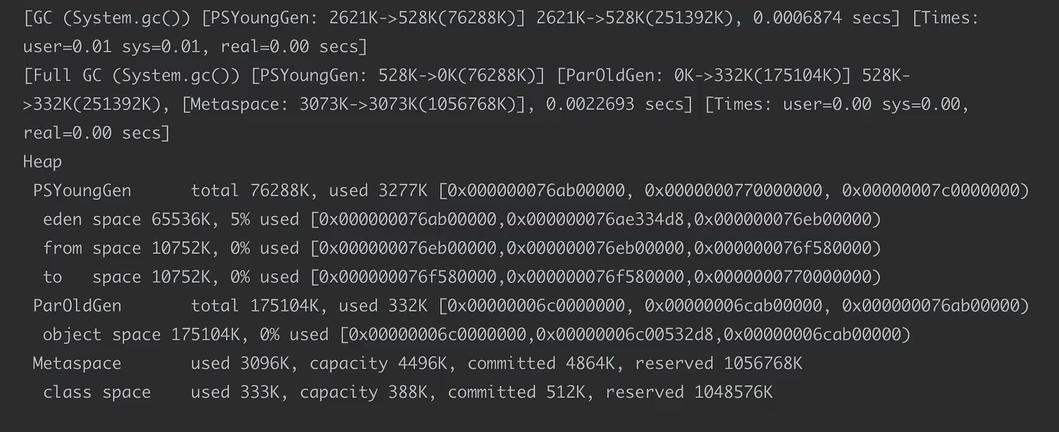 [GC (System.gc()) [PSYoungGen: 2621K->528K(76288K)] 2621K->528K(251392K), 0.0006874 secs] [Times:
user=0.01 sys=0.01, real=0.00 secs]
[Full GC (System.gc()) [PSYoungGen: 528K->0K(76288K)] [ParOldGen: 0K->332K(175104K)] 528K-
>332K(251392K), [Metaspace: 3073K->3073K(1056768K)], 0.0022693 secs] [Times: user=0.00 sys=0.00,
real=0.00 secs]
Heap
 PSYoungGen      total 76288K, used 3277K [0x000000076ab00000, 0x0000000770000000, 0x00000007c0000000)
  eden space 65536K, 5% used [0x000000076ab00000,0x000000076ae334d8,0x000000076eb00000)
  from space 10752K, 0% used [0x000000076eb00000,0x000000076eb00000,0x000000076f580000)
  to   space 10752K, 0% used [0x000000076f580000,0x000000076f580000,0x0000000770000000)
 ParOldGen       total 175104K, used 332K [0x00000006c0000000, 0x00000006cab00000, 0x000000076ab00000)
  object space 175104K, 0% used [0x00000006c0000000,0x00000006c00532d8,0x00000006cab00000)
 Metaspace       used 3096K, capacity 4496K, committed 4864K, reserved 1056768K
  class space    used 333K, capacity 388K, committed 512K, reserved 1048576K